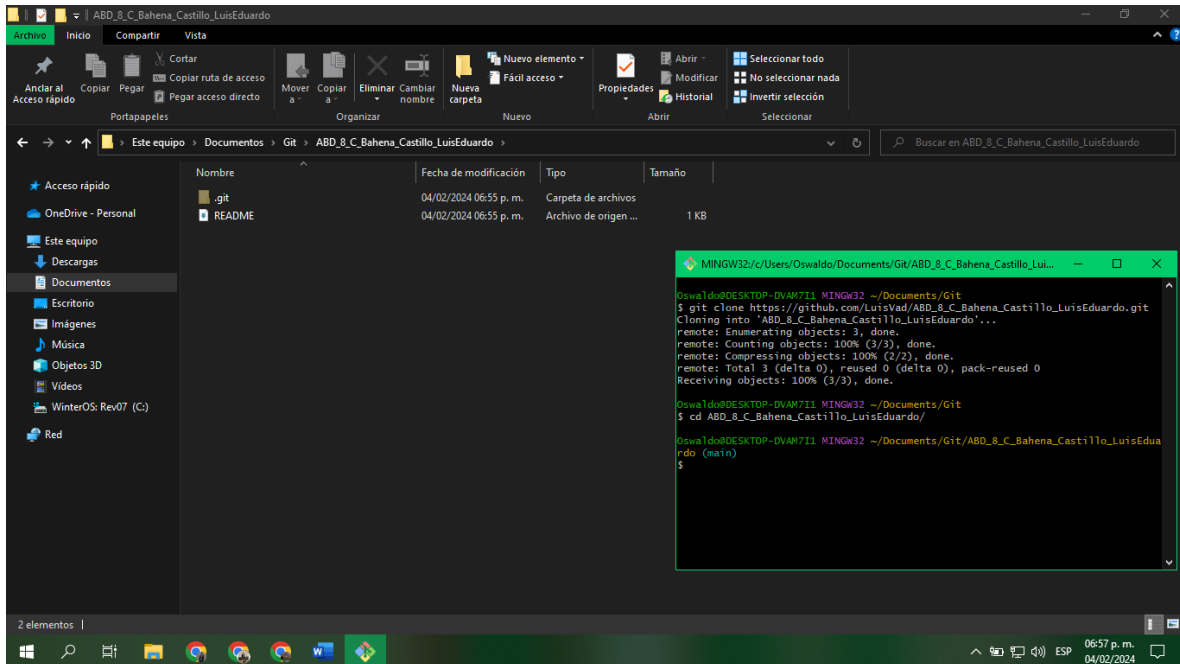 ABD_8_C_Bahena_Castillo_LuisEduardo
Archivo Inicio Compartir Vista
Anclar al Acceso rápido
Copiar
Pegar
Cortar
Copiar ruta de acceso
Pegar acceso directo
Portapapeles
Mover a
Copiar a
Eliminar
Cambiar nombre
Organizar
Nueva carpeta
Nuevo elemento
Fácil acceso
Nuevo
Propiedades
Abrir
Modificar
Historial
Abrir
Seleccionar todo
No seleccionar nada
Invertir selección
Seleccionar
Este equipo > Documentos > Git > ABD_8_C_Bahena_Castillo_LuisEduardo >
Buscar en ABD_8_C_Bahena_Castillo_LuisEduardo
Acceso rápido
OneDrive - Personal
Este equipo
Descargas
Documentos
Escritorio
Imágenes
Música
Objetos 3D
Vídeos
WinterOS: Rev07 (C:)
Red
Nombre Fecha de modificación Tipo Tamaño
.git 04/02/2024 06:55 p. m. Carpeta de archivos
README 04/02/2024 06:55 p. m. Archivo de origen ... 1 KB
MINGW32:/c/Users/Oswaldo/Documents/Git/ABD_8_C_Bahena_Castillo_Lui...
Oswaldo@DESKTOP-DVAM7I1 MINGW32 ~/Documents/Git
$ git clone https://github.com/LuisVad/ABD_8_C_Bahena_Castillo_LuisEduardo.git
Cloning into 'ABD_8_C_Bahena_Castillo_LuisEduardo'...
remote: Enumerating objects: 3, done.
remote: Counting objects: 100% (3/3), done.
remote: Compressing objects: 100% (2/2), done.
remote: Total 3 (delta 0), reused 0 (delta 0), pack-reused 0
Receiving objects: 100% (3/3), done.
Oswaldo@DESKTOP-DVAM7I1 MINGW32 ~/Documents/Git
$ cd ABD_8_C_Bahena_Castillo_LuisEduardo/
Oswaldo@DESKTOP-DVAM7I1 MINGW32 ~/Documents/Git/ABD_8_C_Bahena_Castillo_LuisEdua
rdo (main)
$
2 elementos
ESP
06:57 p. m.
04/02/2024